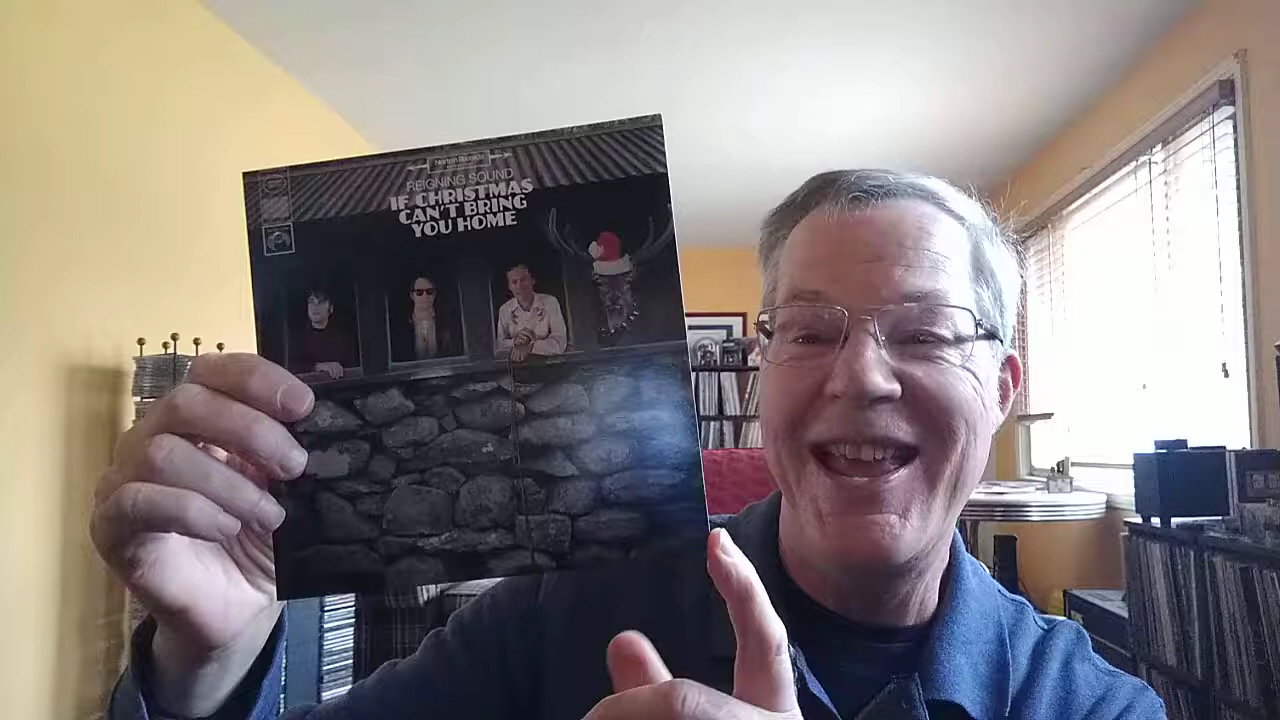 Norton Records
REIGNING SOUND
IF CHRISTMAS
CAN'T BRING
YOU HOME